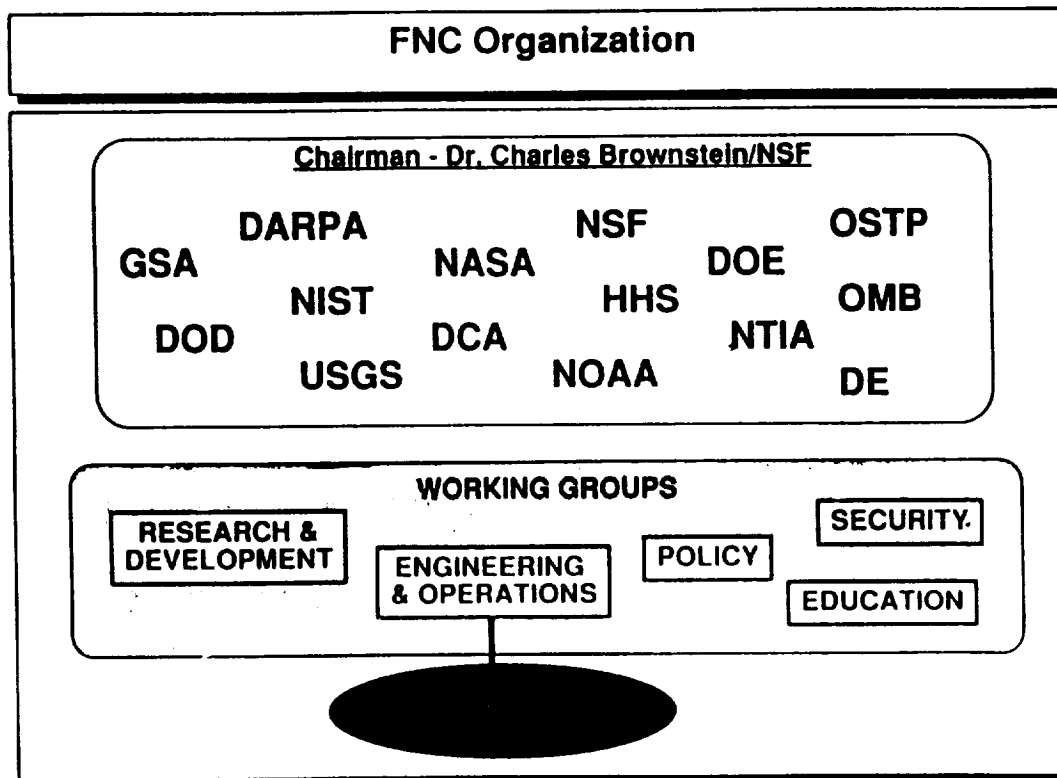 FNC Organization
Chairman - Dr. Charles Brownstein/NSF
DARPA NSF OSTP
GSA NASA DOE
NIST HHS OMB
DOD DCA NTIA
USGS NOAA DE
WORKING GROUPS
RESEARCH &
DEVELOPMENT
ENGINEERING
& OPERATIONS
POLICY
SECURITY
EDUCATION